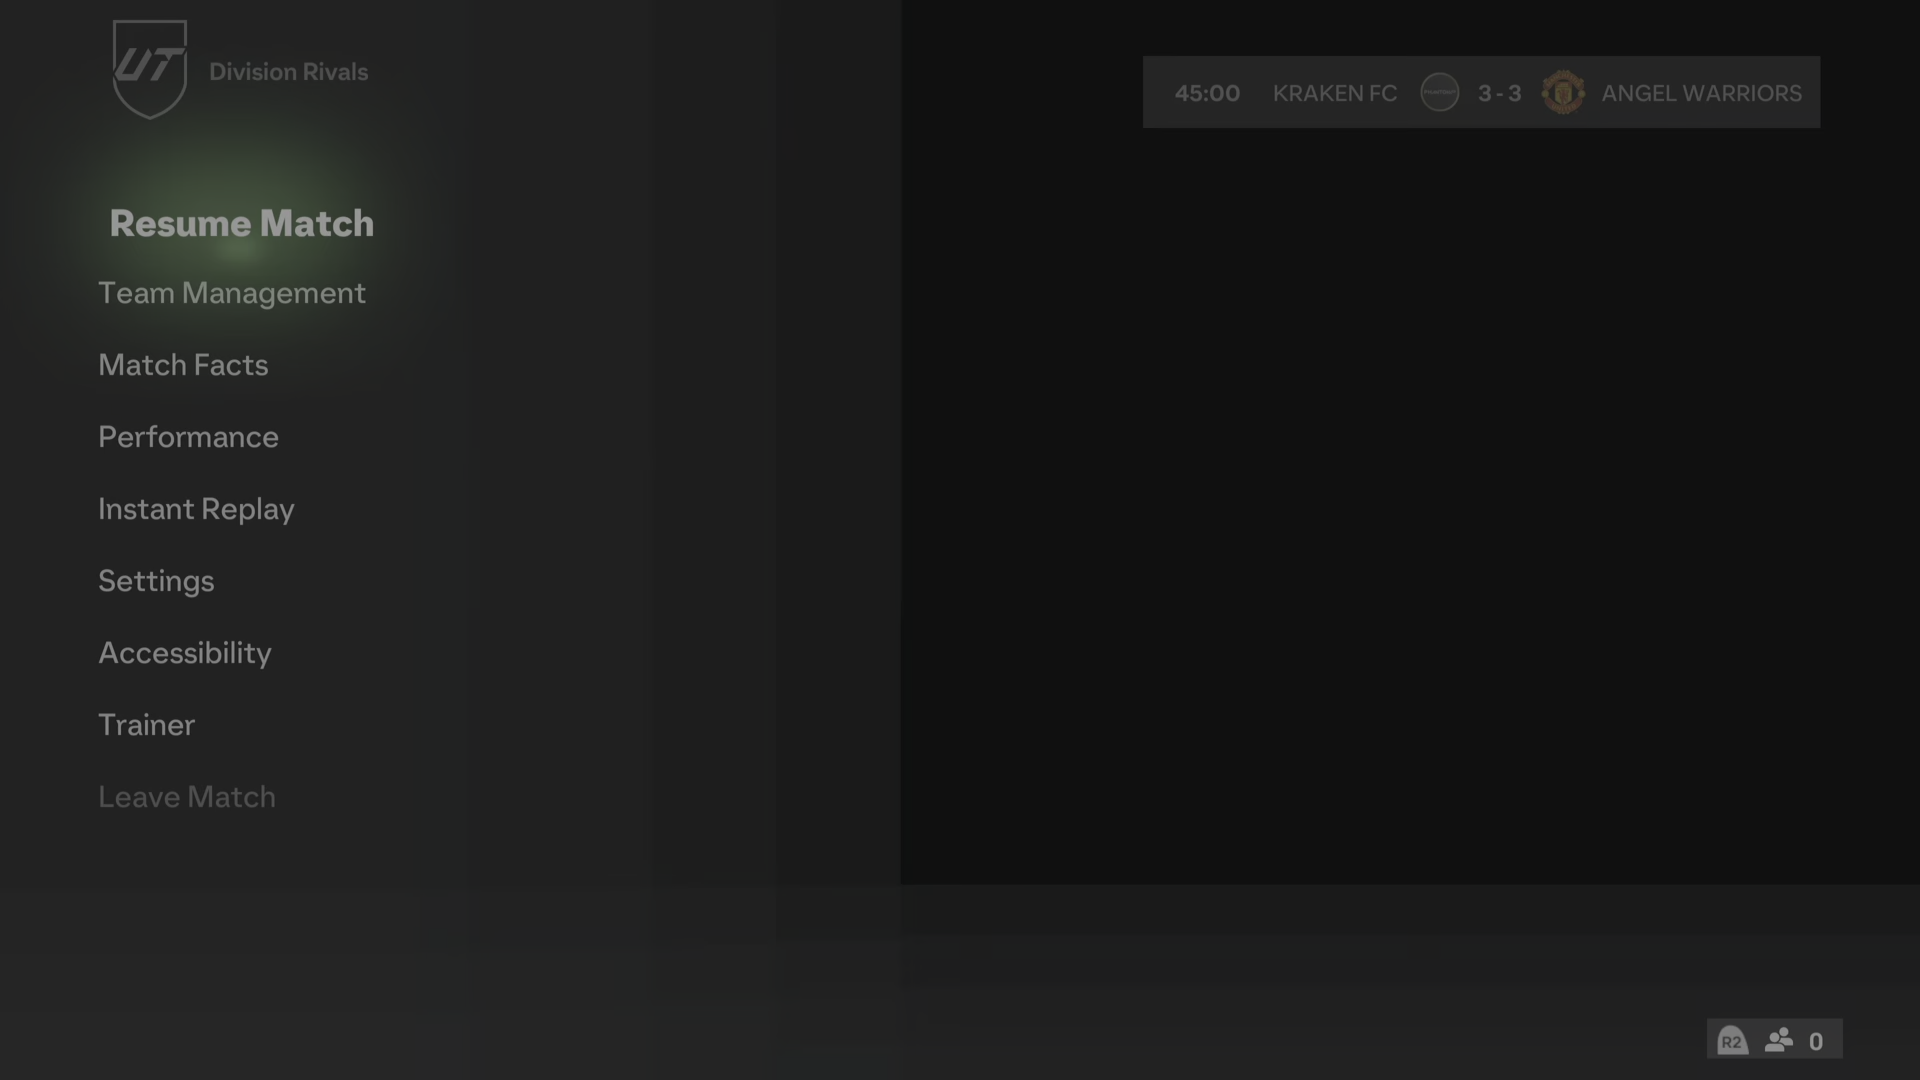 UT
Division Rivals
45:00 KRAKEN FC 3 - 3 ANGEL WARRIORS
Resume Match
Team Management
Match Facts
Performance
Instant Replay
Settings
Accessibility
Trainer
Leave Match
R2 0